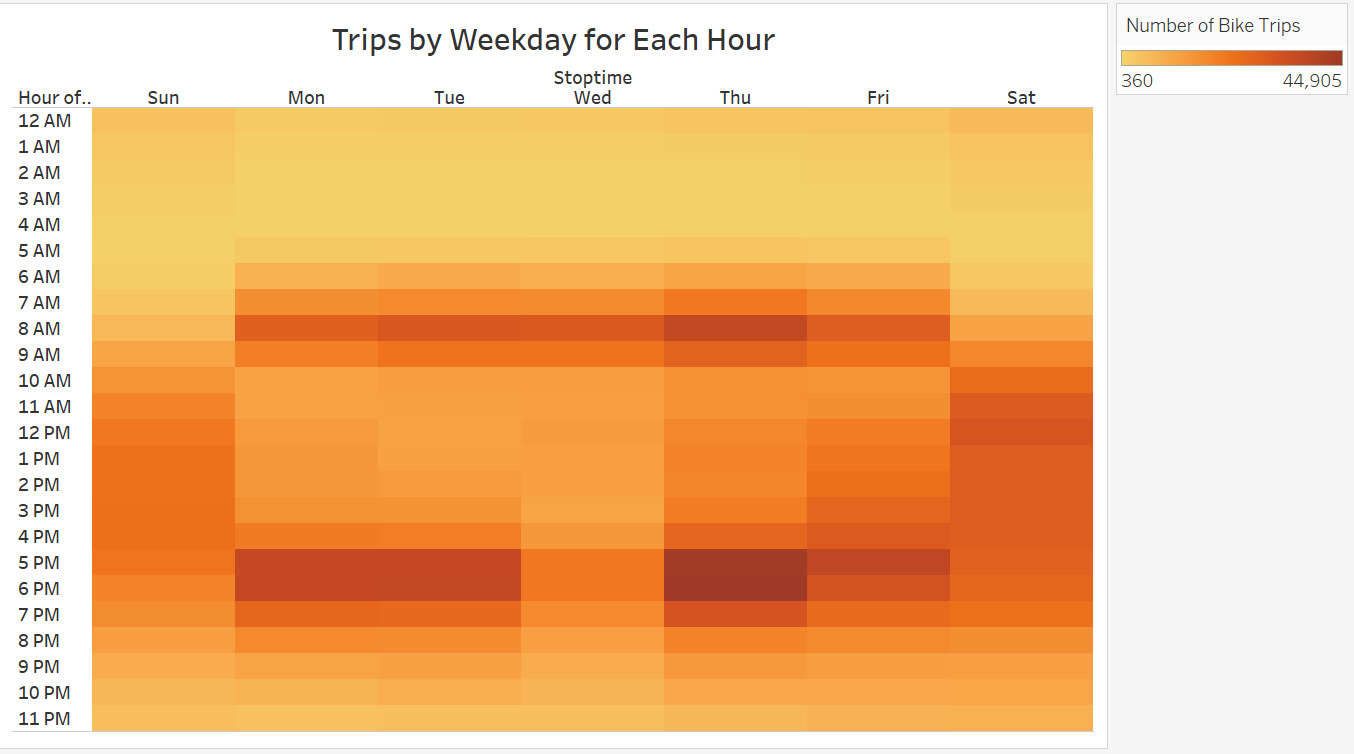 Trips by Weekday for Each Hour
Stoptime
Hour of.. Sun Mon Tue Wed Thu Fri Sat
12 AM
1 AM
2 AM
3 AM
4 AM
5 AM
6 AM
7 AM
8 AM
9 AM
10 AM
11 AM
12 PM
1 PM
2 PM
3 PM
4 PM
5 PM
6 PM
7 PM
8 PM
9 PM
10 PM
11 PM
Number of Bike Trips
360 44,905